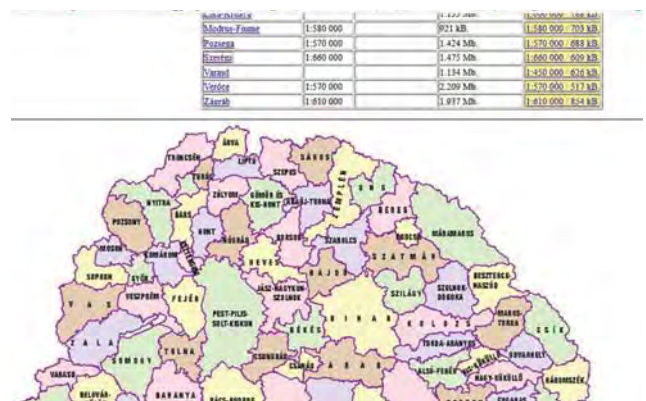 Modrus-Fiume 1:580 000 921 kB. 1:580 000 / 703 kB.
Pozsega 1:570 000 1.424 Mb. 1:570 000 / 688 kB.
Szerém 1:660 000 1.475 Mb. 1:660 000 / 609 kB.
Varasd 1.134 Mb. 1:450 000 / 626 kB.
Verőce 1:570 000 2.209 Mb. 1:570 000 / 517 kB.
Zágráb 1:610 000 1.937 Mb. 1:610 000 / 854 kB.
ÁRVA
TRENCSÉN
LIPTÓ
SÁROS
TURÓC
SZEPES
ZEMPLÉN
UNG
NYITRA
ZÓLYOM
GÖMÖR ÉS
KIS-HONT
ABAÚJ-TORNA
BEREG
POZSONY
BARS
HONT
NÓGRÁD
BORSOD
SZABOLCS
UGOCSA
MÁRAMAROS
MOSON
KOMÁROM
ESZTERGOM
HEVES
SZATMÁR
SOPRON
GYŐR
HAJDÚ
BESZTERCE-
NASZÓD
VAS
VESZPRÉM
FEJÉR
JÁSZ-NAGYKUN-
SZOLNOK
SZILÁGY
SZOLNOK-
DOBOKA
PEST-PILIS-
SOLT-KISKUN
BIHAR
KOLOZS
MAROS-
TORDA
CSÍK
ZALA
BÉKÉS
TORDA-ARANYOS
SOMOGY
TOLNA
CSONGRÁD
CSANÁD
ARAD
ALSÓ-FEHÉR
KIS-KÜKÜLLŐ
UDVARHELY
VARASD
NAGY-KÜKÜLLŐ
HÁROMSZÉK
BELOVÁR-
BARANYA
BÁCS-BODROG
FOGARAS